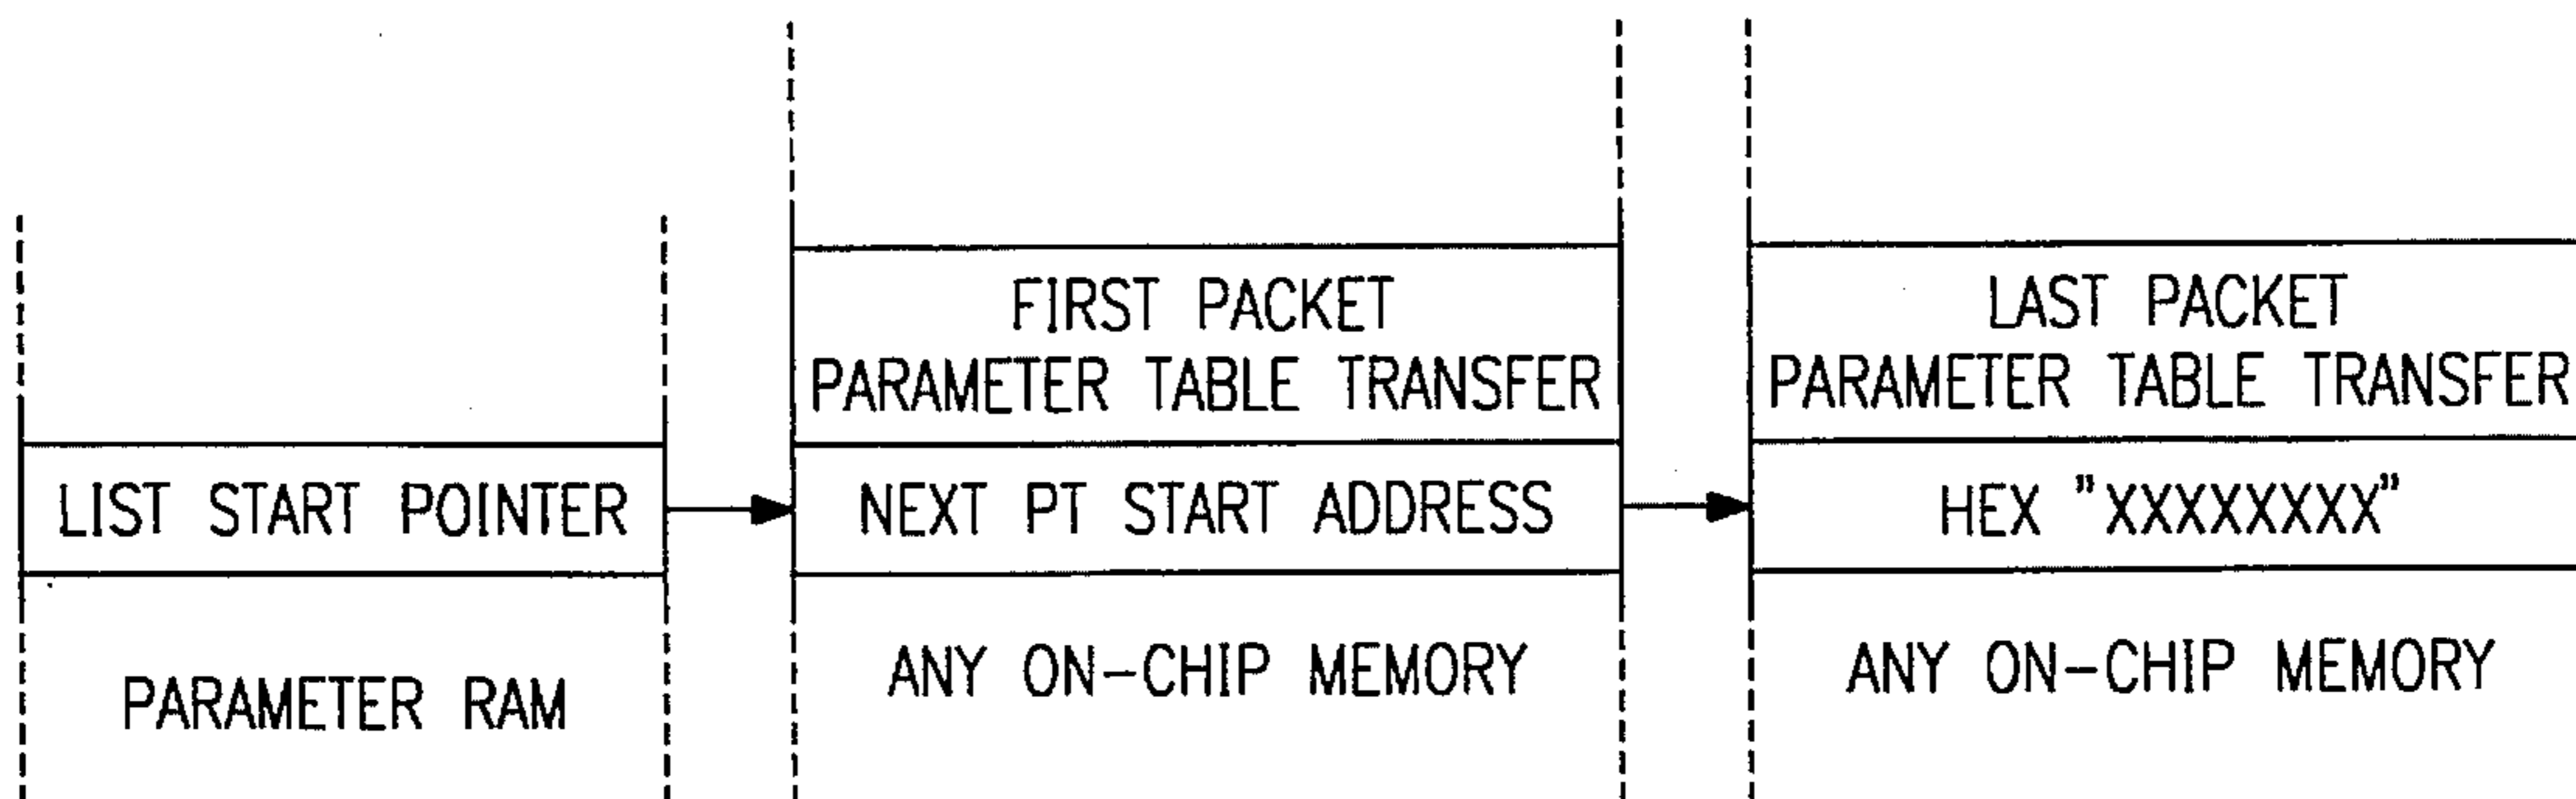 LIST START POINTER
PARAMETER RAM
FIRST PACKET
PARAMETER TABLE TRANSFER
NEXT PT START ADDRESS
ANY ON-CHIP MEMORY
LAST PACKET
PARAMETER TABLE TRANSFER
HEX "XXXXXXXX"
ANY ON-CHIP MEMORY